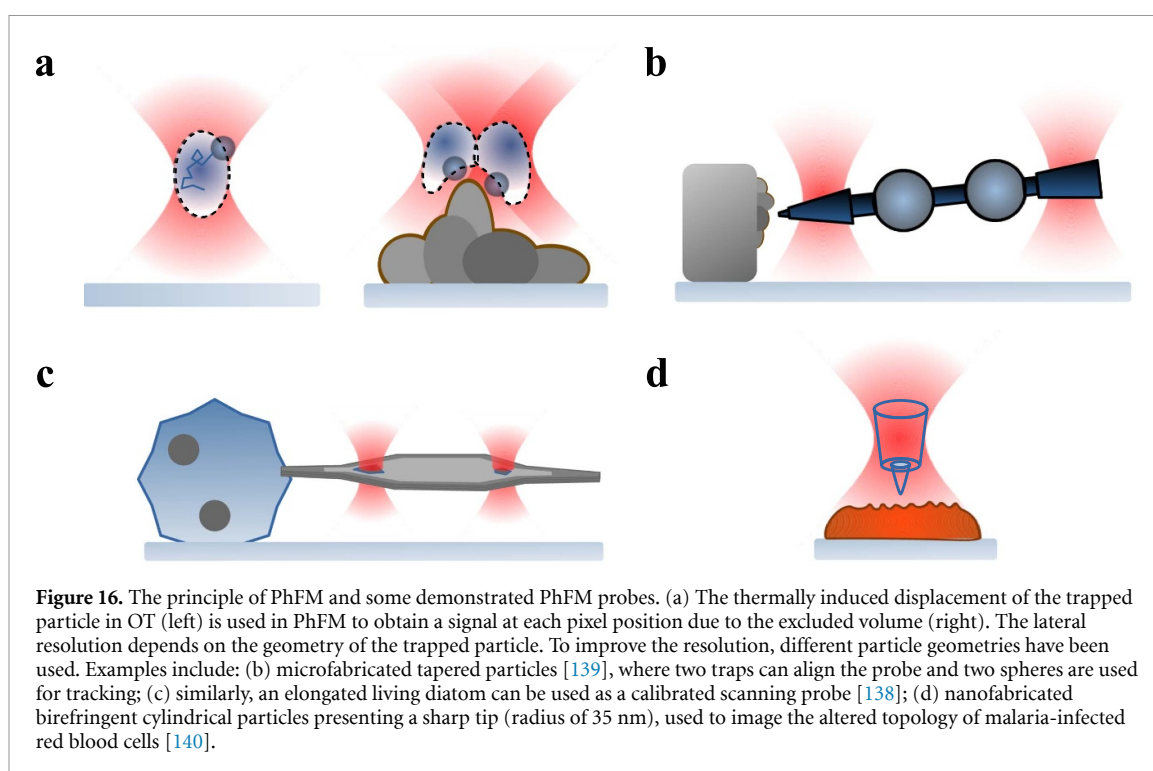 a
b
c
d
Figure 16. The principle of PhFM and some demonstrated PhFM probes. (a) The thermally induced displacement of the trapped
particle in OT (left) is used in PhFM to obtain a signal at each pixel position due to the excluded volume (right). The lateral
resolution depends on the geometry of the trapped particle. To improve the resolution, different particle geometries have been
used. Examples include: (b) microfabricated tapered particles [139], where two traps can align the probe and two spheres are used
for tracking; (c) similarly, an elongated living diatom can be used as a calibrated scanning probe [138]; (d) nanofabricated
birefringent cylindrical particles presenting a sharp tip (radius of 35 nm), used to image the altered topology of malaria-infected
red blood cells [140].